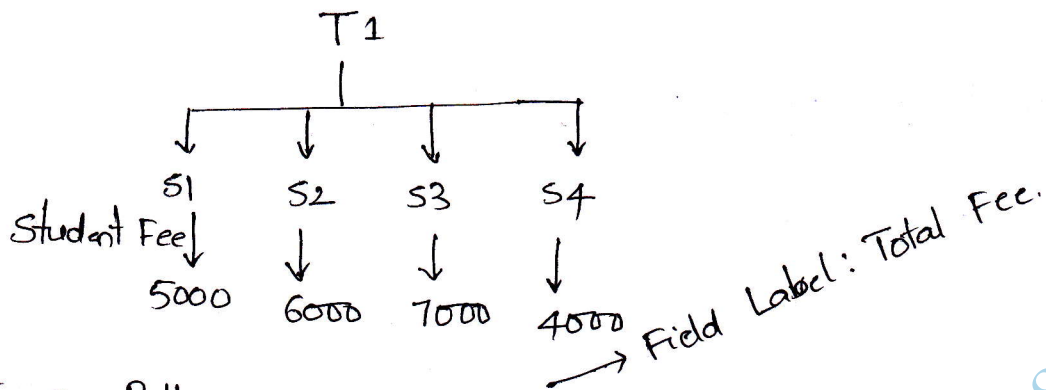 T1
S1 S2 S3 S4
Student Fee
5000 6000 7000 4000
Field Label: Total Fee.